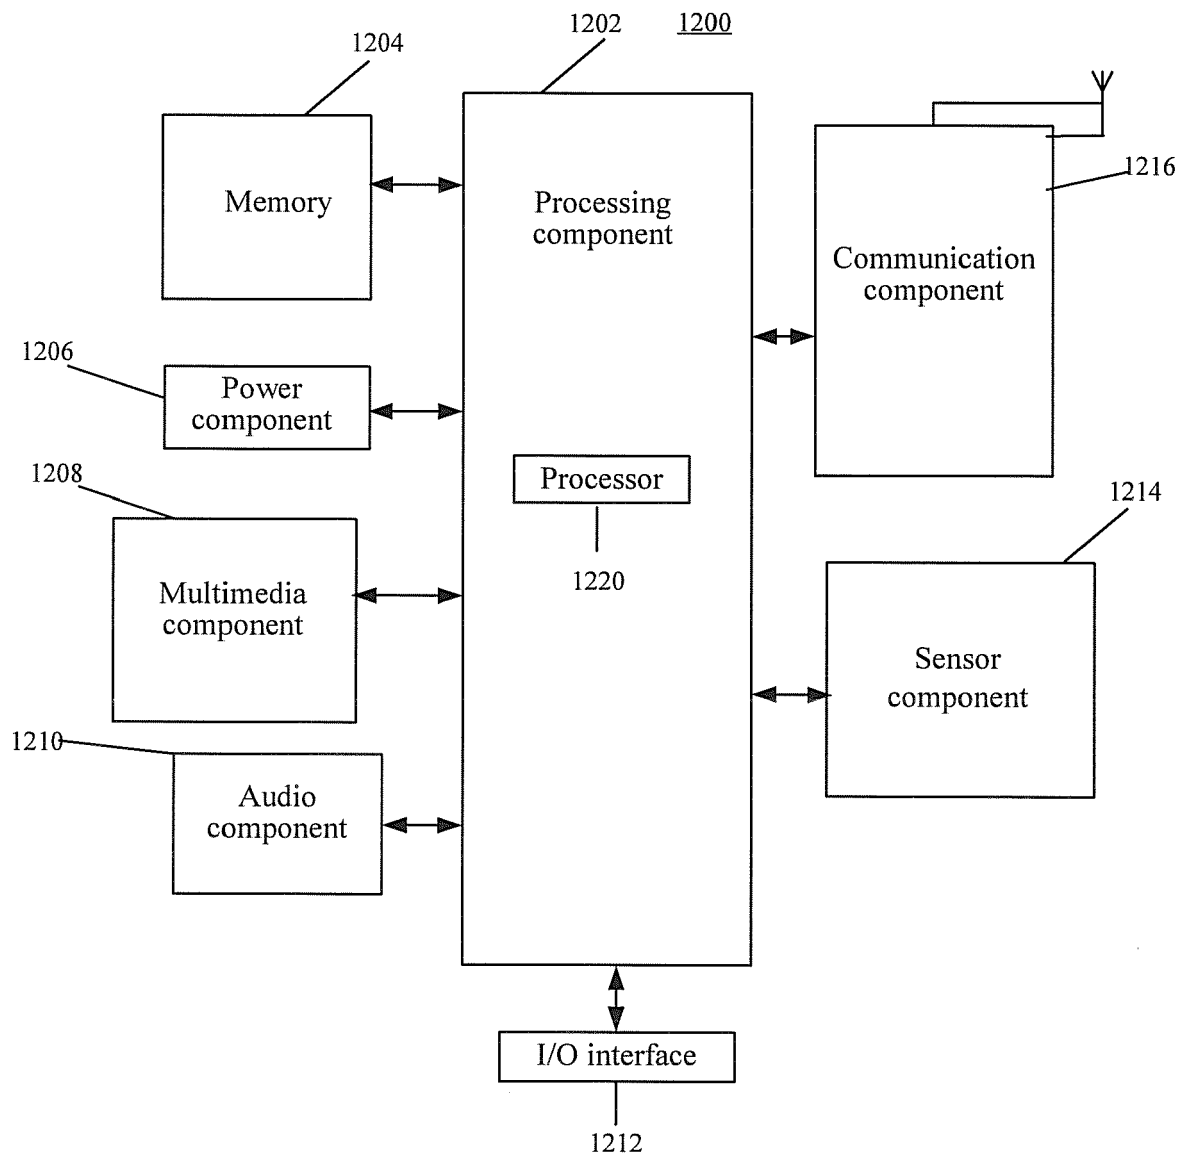 1202
1200
1204
Memory
Processing
component
1216
Communication
component
1206
Power
component
Processor
1220
1208
Multimedia
component
1214
Sensor
component
1210
Audio
component
I/O interface
1212